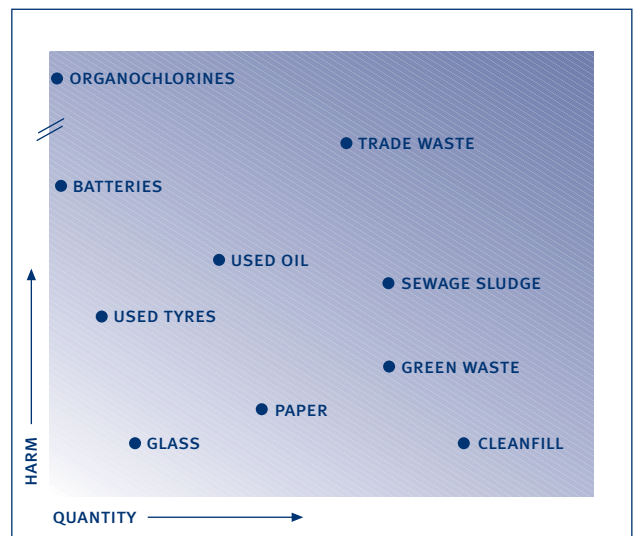 ORGANOCHLORINES
TRADE WASTE
BATTERIES
USED OIL
SEWAGE SLUDGE
USED TYRES
GREEN WASTE
PAPER
GLASS
CLEANFILL
HARM
QUANTITY